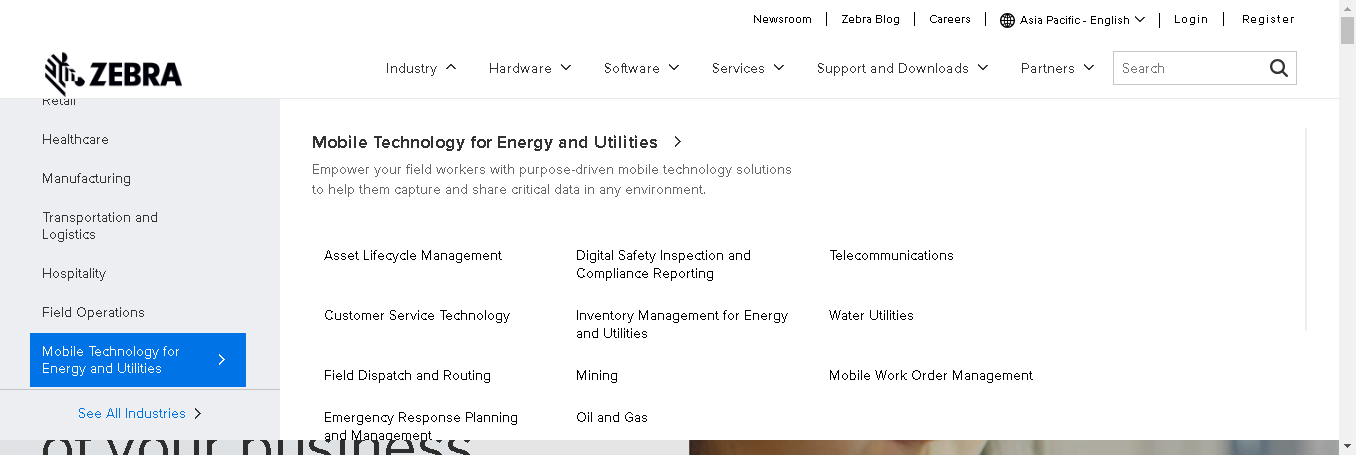 Newsroom
Zebra Blog
Careers
Asia Pacific - English
Login
Register
ZEBRA
Industry
Hardware
Software
Services
Support and Downloads
Partners
Search
Retail
Healthcare
Manufacturing
Transportation and
Logistics
Hospitality
Field Operations
Mobile Technology for
Energy and Utilities
See All Industries
Mobile Technology for Energy and Utilities
Empower your field workers with purpose-driven mobile technology solutions
to help them capture and share critical data in any environment.
Asset Lifecycle Management
Digital Safety Inspection and
Compliance Reporting
Telecommunications
Customer Service Technology
Inventory Management for Energy
and Utilities
Water Utilities
Field Dispatch and Routing
Mining
Mobile Work Order Management
Emergency Response Planning
and Management
Oil and Gas
of your business